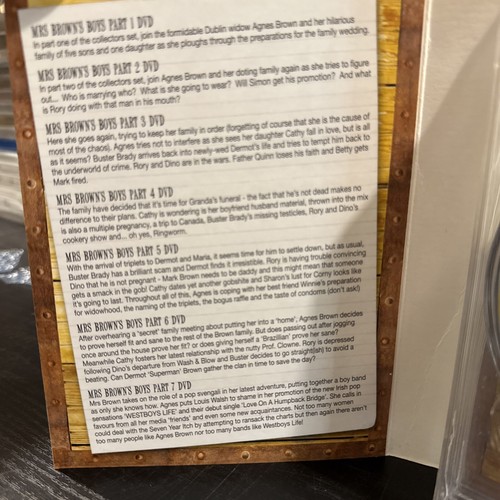 MRS BROWN'S BOYS PART 1 DVD
In part one of the collectors set, join the formidable Dublin widow Agnes Brown and her hilarious
family of five sons and one daughter as she ploughs through the preparations for the family wedding.
MRS BROWN'S BOYS PART 2 DVD
In part two of the collectors set, join Agnes Brown and her doting family again as she tries to figure
out.... Who is marrying who? What is she going to wear? Will Simon get his promotion? And what
is Rory doing with that man in his mouth?
MRS BROWN'S BOYS PART 3 DVD
Here she goes again, trying to keep her family in order (forgetting of course that she is the cause of
most of the chaos). Agnes tries not to interfere as she sees her daughter Cathy fall in love, but is all
as it seems? Buster Brady arrives back into newly-wed Dermot's life and tries to tempt him back to
the underworld of crime. Rory and Dino are in the wars. Father Quinn loses his faith and Betty gets
Mark fired.
MRS BROWN'S BOYS PART 4 DVD
The family have decided that it's time for Granda's funeral - the fact that he's not dead makes no
difference to their plans. Cathy is wondering is her boyfriend husband material, thrown into the mix
is also a multiple pregnancy, a trip to Canada, Buster Brady's missing testicles, Rory and Dino's
cookery show and... oh yes, Ringworm.
MRS BROWN'S BOYS PART 5 DVD
With the arrival of triplets to Dermot and Maria, it seems time for him to settle down, but as usual,
Buster Brady has a brilliant scam and Dermot finds it irresistible. Rory is having trouble convincing
Dino that he is not pregnant - Mark Brown needs to be daddy and this might mean that someone
gets a smack in the gob! Cathy dates yet another gobshite and Sharon's lust for Corny looks like
it's going to last. Throughout all of this, Agnes is coping with her best friend Winnie's preparation
for widowhood, the naming of the triplets, the bogus raffle and the taste of condoms (don't ask!)
MRS BROWN'S BOYS PART 6 DVD
After overhearing a "secret" family meeting about putting her into a 'home', Agnes Brown decides
to prove herself fit and sane to the rest of the Brown family. But does passing out after jogging
once around the house prove her fit? or does giving herself a 'Brazilian' prove her sane?
Meanwhile Cathy fosters her latest relationship with the nutty Prof. Clowne. Rory is depressed
following Dino's departure from Wash & Blow and Buster decides to go straight(ish) to avoid a
beating. Can Dermot 'Superman' Brown gather the clan in time to save the day?
MRS BROWN'S BOYS PART 7 DVD
Mrs Brown takes on the role of a pop svengali in her latest adventure, putting together a boy band
as only she knows how. Agnes puts Louis Walsh to shame in her promotion of the new Irish pop
sensations 'WESTBOYS LIFE' and their debut single 'Love On A Humpback Bridge'. She calls in
favours from all her media 'friends' and even some new acquaintances. Not too many women
could deal with the Seven Year Itch by attempting to ransack the charts but then again there aren't
too many people like Agnes Brown nor too many bands like Westboys Life!